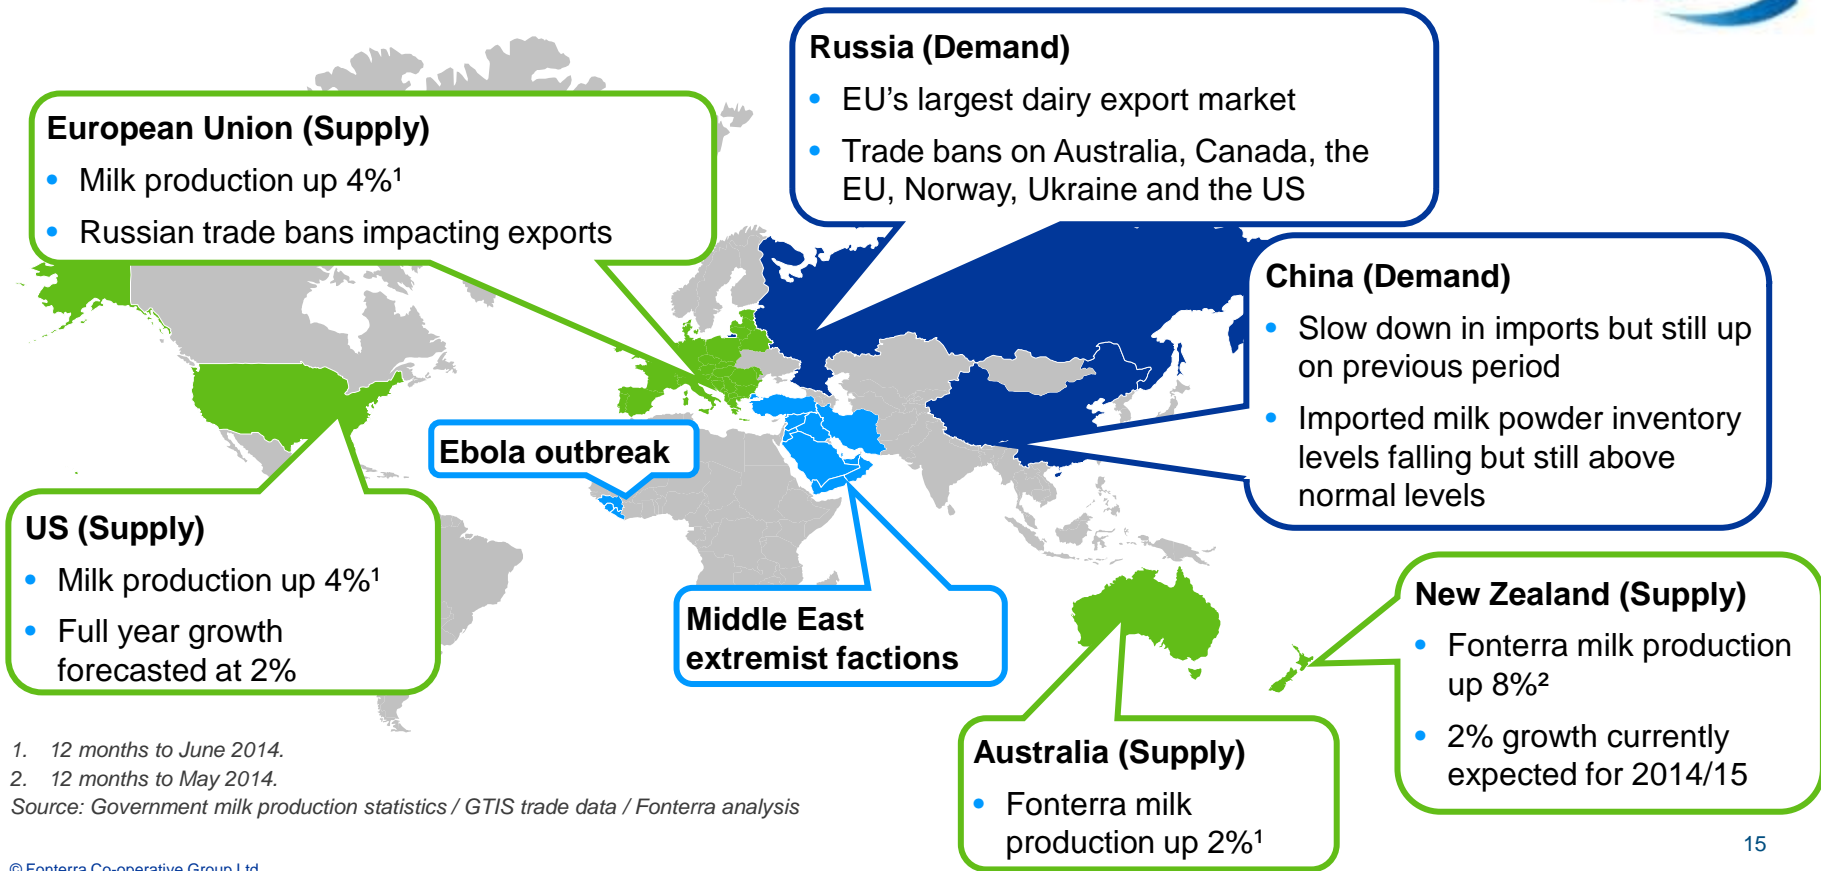 Russia (Demand)
• EU's largest dairy export market
• Trade bans on Australia, Canada, the
EU, Norway, Ukraine and the US
European Union (Supply)
• Milk production up 4%¹
• Russian trade bans impacting exports
China (Demand)
• Slow down in imports but still up
on previous period
• Imported milk powder inventory
levels falling but still above
normal levels
Ebola outbreak
US (Supply)
• Milk production up 4%¹
• Full year growth
forecasted at 2%
Middle East
extremist factions
New Zealand (Supply)
• Fonterra milk production
up 8%²
• 2% growth currently
expected for 2014/15
Australia (Supply)
• Fonterra milk
production up 2%¹
1. 12 months to June 2014.
2. 12 months to May 2014.
Source: Government milk production statistics / GTIS trade data / Fonterra analysis
15
© Fonterra Co-operative Group Ltd